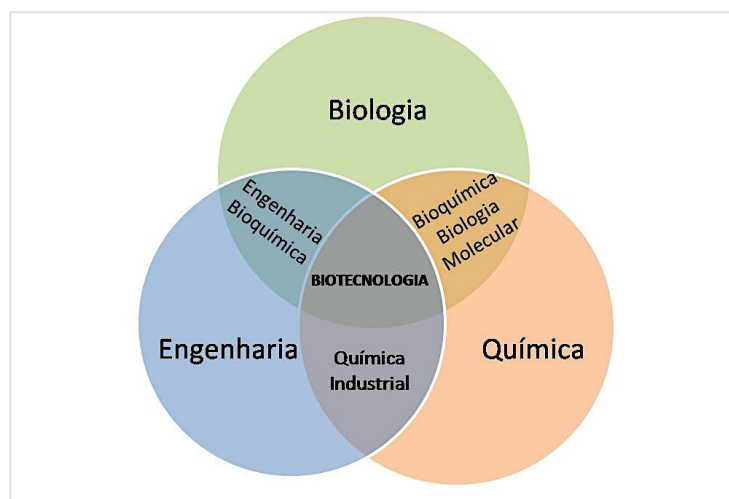 Biologia
Engenharia
Bioquímica
Bioquímica
Biologia
Molecular
BIOTECNOLOGIA
Engenharia
Química
Industrial
Química